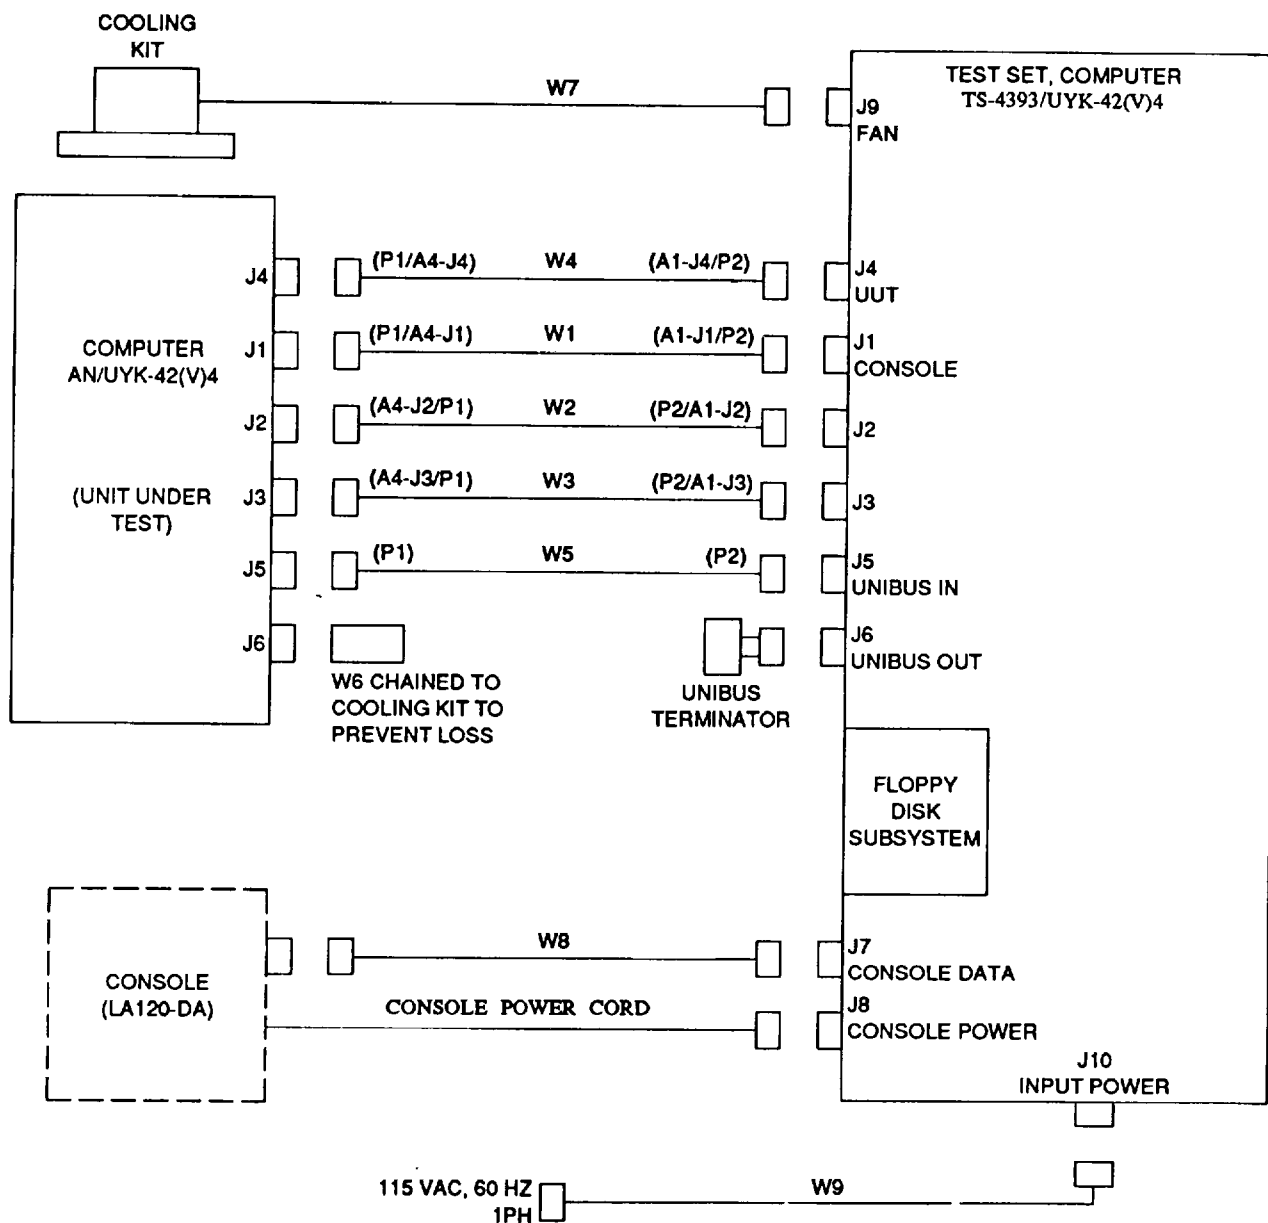 COOLING
KIT
W7
J9
FAN
TEST SET, COMPUTER
TS-4393/UYK-42(V)4
J4
(P1/A4-J4)
W4
(A1-J4/P2)
J4
UUT
COMPUTER
AN/UYK-42(V)4
J1
(P1/A4-J1)
W1
(A1-J1/P2)
J1
CONSOLE
J2
(A4-J2/P1)
W2
(P2/A1-J2)
J2
(UNIT UNDER
TEST)
J3
(A4-J3/P1)
W3
(P2/A1-J3)
J3
J5
(P1)
W5
(P2)
J5
UNIBUS IN
J6
W6 CHAINED TO
COOLING KIT TO
PREVENT LOSS
UNIBUS
TERMINATOR
J6
UNIBUS OUT
FLOPPY
DISK
SUBSYSTEM
CONSOLE
(LA120-DA)
W8
J7
CONSOLE DATA
CONSOLE POWER CORD
J8
CONSOLE POWER
J10
INPUT POWER
115 VAC, 60 HZ
1PH
W9